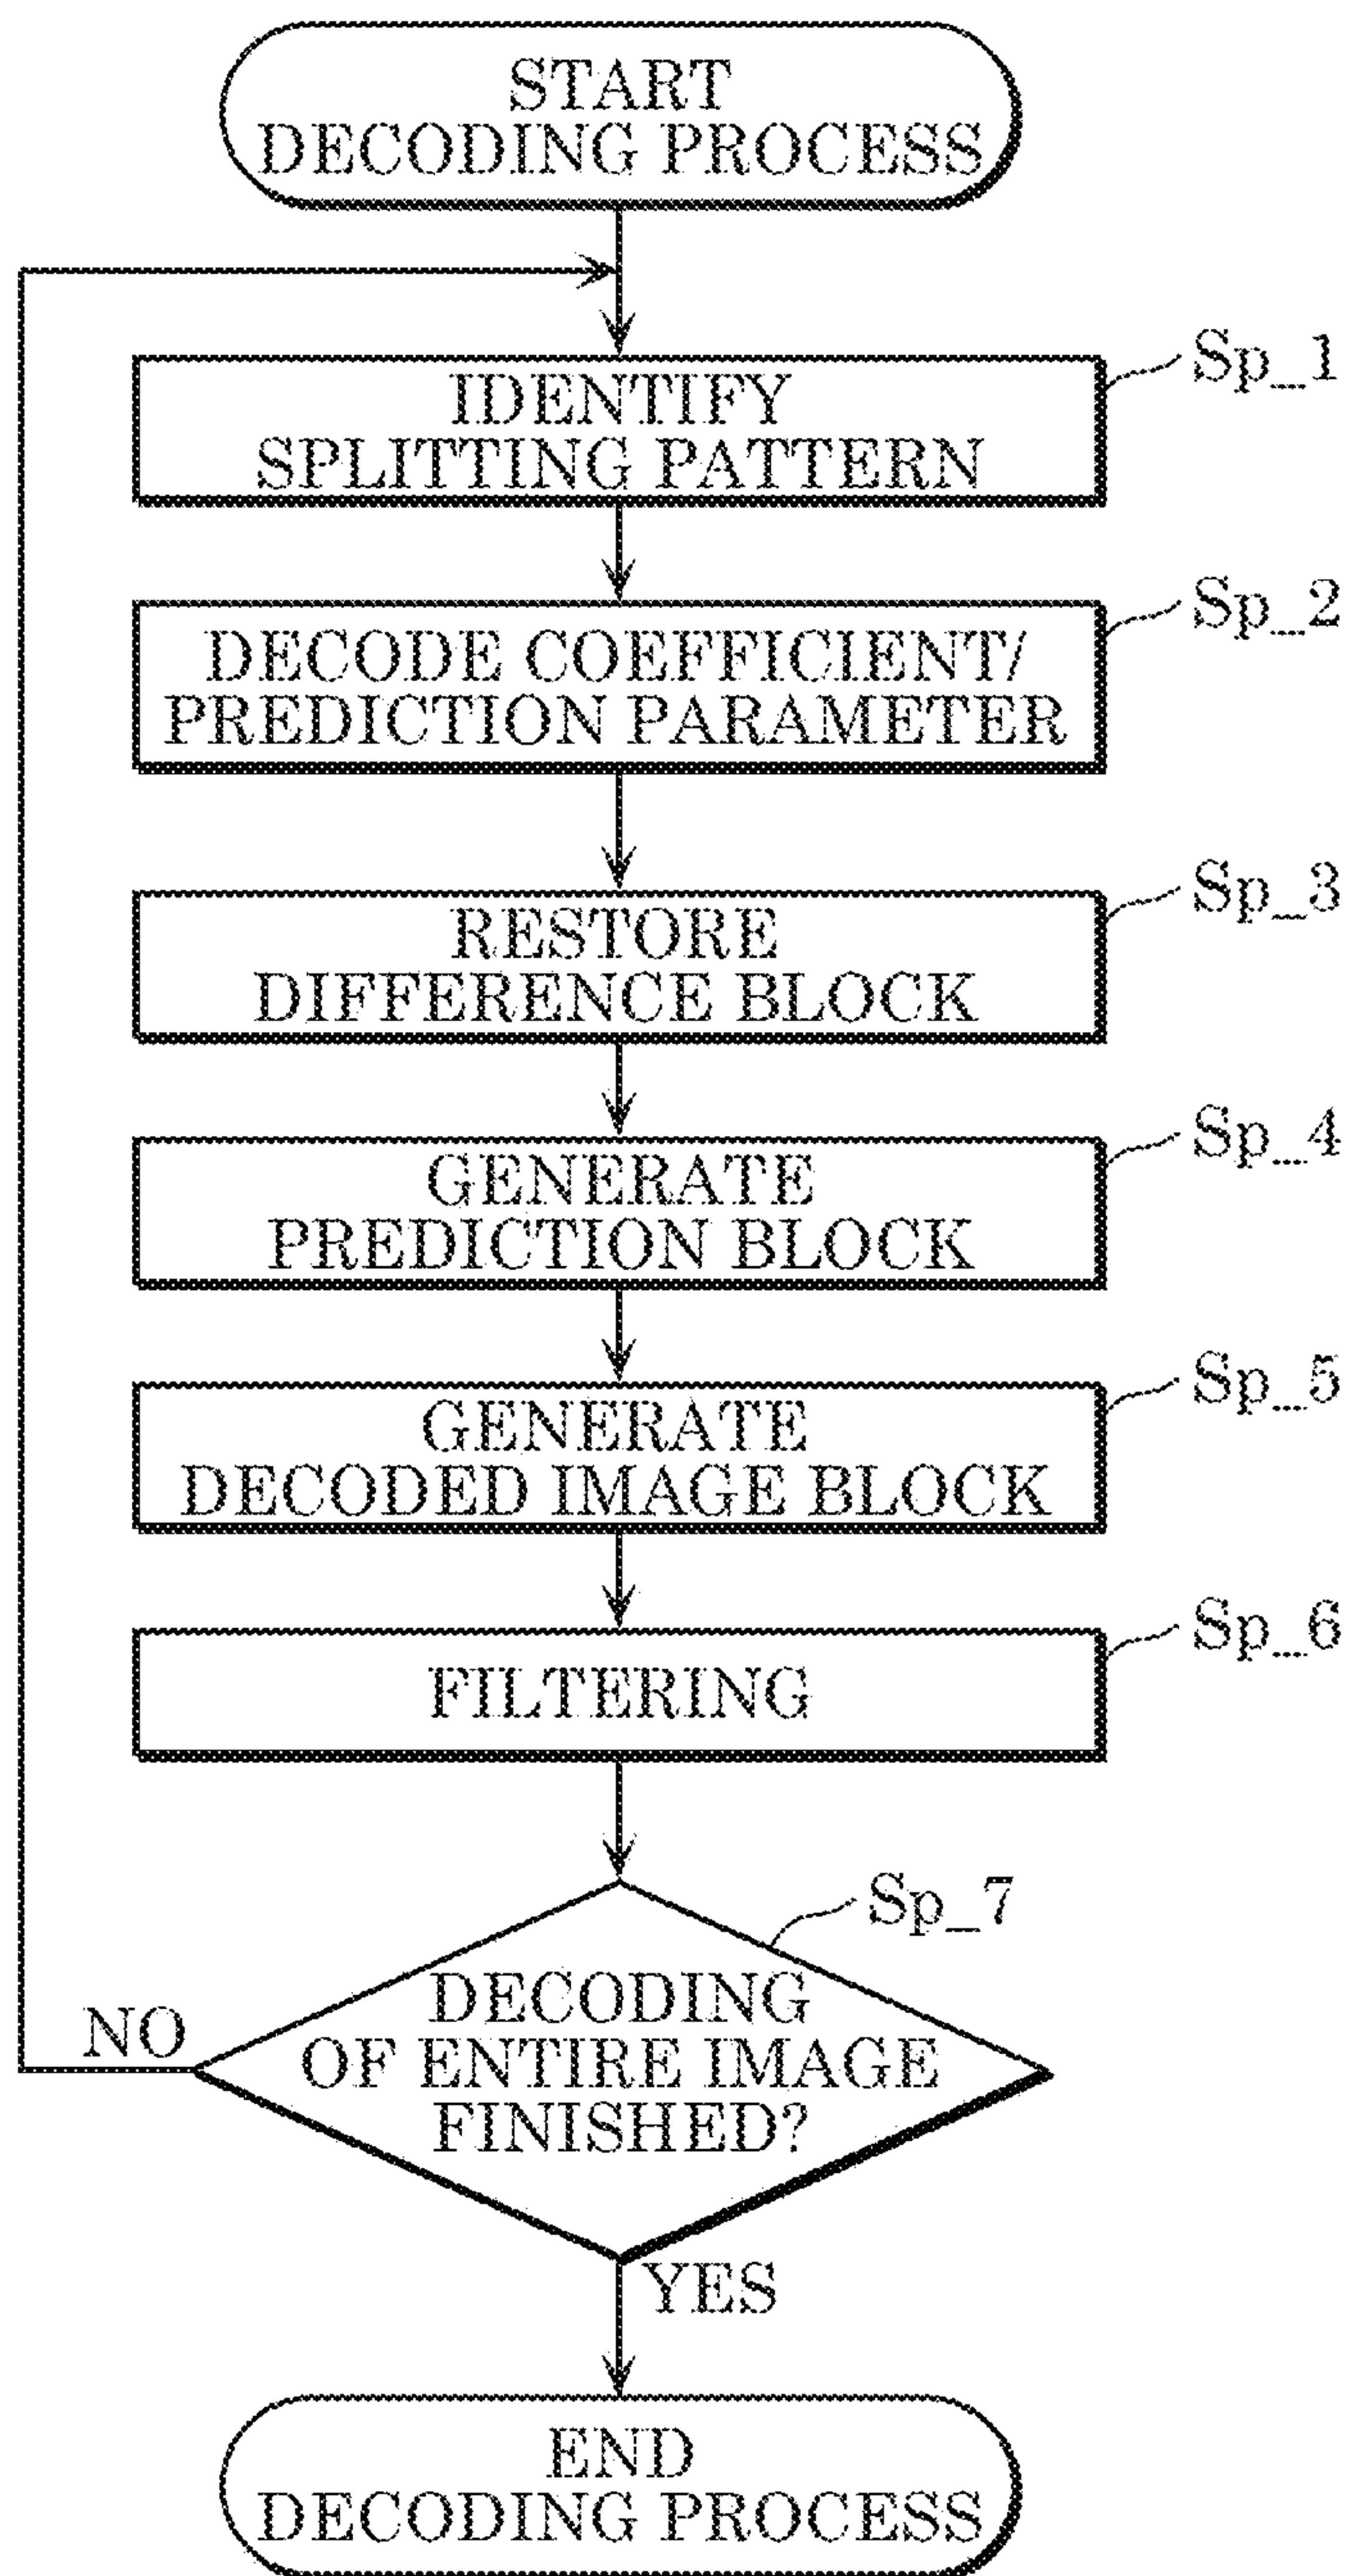 START
DECODING PROCESS
Sp_1
IDENTIFY
SPLITTING PATTERN
Sp_2
DECODE COEFFICIENT/
PREDICTION PARAMETER
Sp_3
RESTORE
DIFFERENCE BLOCK
Sp_4
GENERATE
PREDICTION BLOCK
Sp_5
GENERATE
DECODED IMAGE BLOCK
Sp_6
FILTERING
Sp_7
DECODING
NO
OF ENTIRE IMAGE
FINISHED?
YES
END
DECODING PROCESS